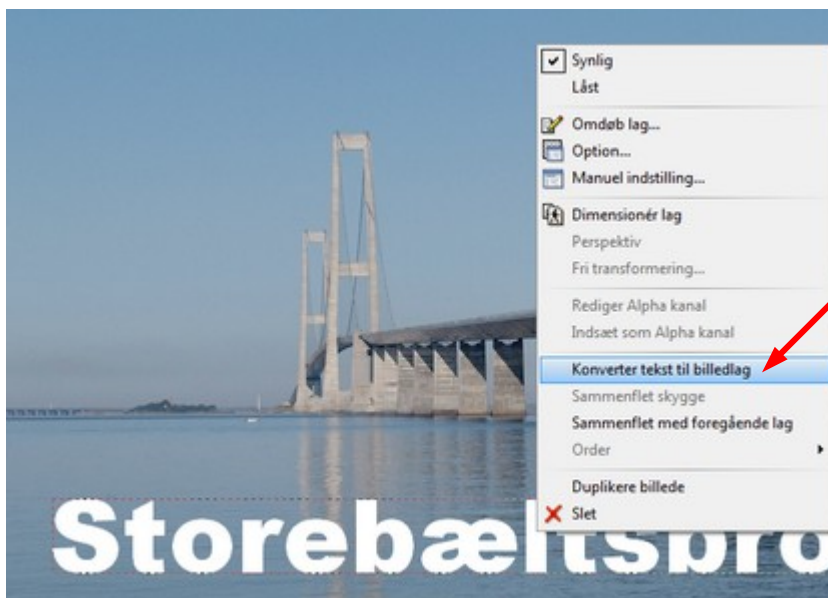 Synlig
Låst
Omdøb lag...
Option...
Manuel indstilling...
Dimensionér lag
Perspektiv
Fri transformering...
Rediger Alpha kanal
Indsæt som Alpha kanal
Konverter tekst til billedlag
Sammenflet skygge
Sammenflet med foregående lag
Order
Duplikere billede
Slet
Storebæltsbro